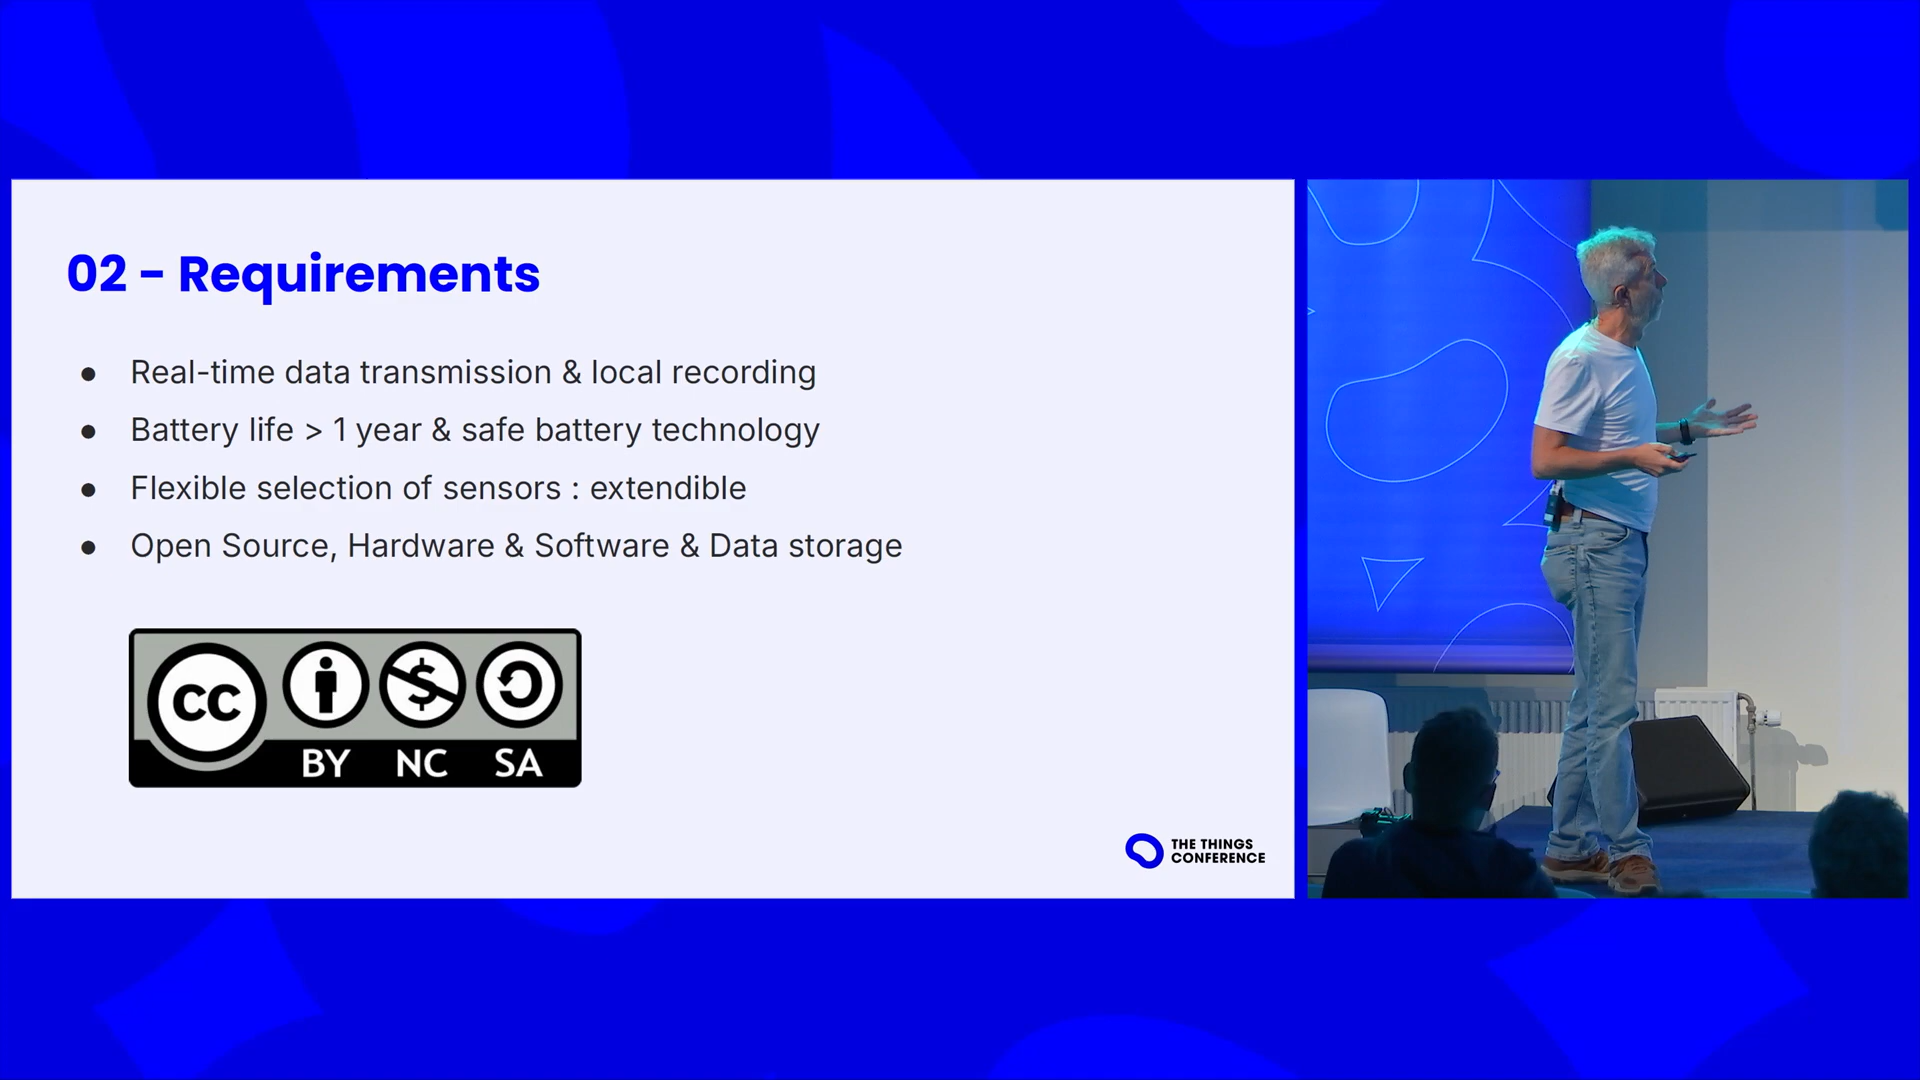 02 - Requirements
● Real-time data transmission & local recording
● Battery life > 1 year & safe battery technology
● Flexible selection of sensors : extendible
● Open Source, Hardware & Software & Data storage
cc
BY NC SA
THE THINGS
CONFERENCE